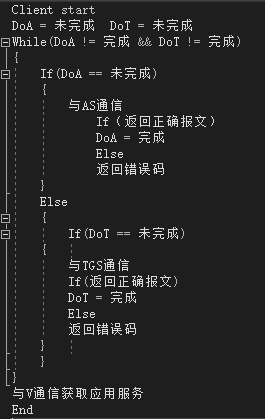 Client start
DoA = 未完成  DoT = 未完成
While(DoA != 完成 && DoT != 完成)
{
If(DoA == 未完成)
{
与AS通信
If（返回正确报文）
DoA = 完成
Else
返回错误码
}
Else
{
If(DoT == 未完成)
{
与TGS通信
If(返回正确报文)
DoT = 完成
Else
返回错误码
}
}
}
与V通信获取应用服务
End